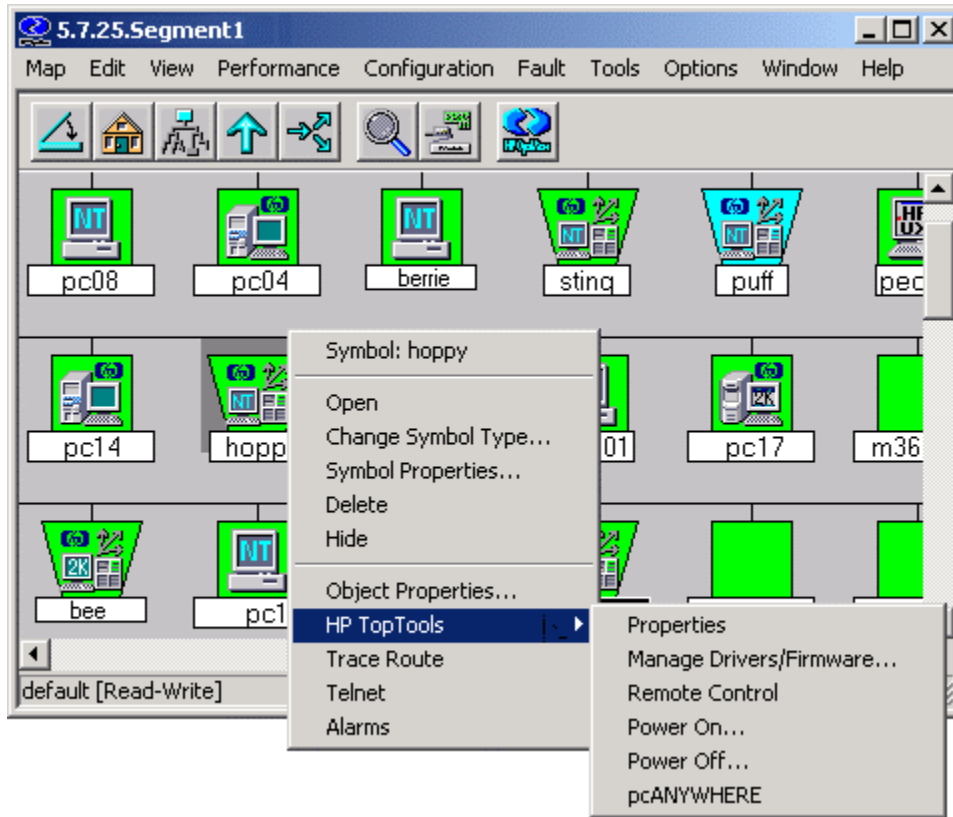 5.7.25.Segment1
Map Edit View Performance Configuration Fault Tools Options Window Help
NT NT NT NT HP UX
pc08 pc04 berrie sting puff pec
Symbol: hoppy
Open
Change Symbol Type...
Symbol Properties...
Delete
Hide
Object Properties...
HP TopTools
Trace Route
Telnet
Alarms
NT 2K
pc14 hopp 01 pc17 m36
2K NT
bee pc1
Properties
Manage Drivers/Firmware...
Remote Control
Power On...
Power Off...
pcANYWHERE
default [Read-Write]